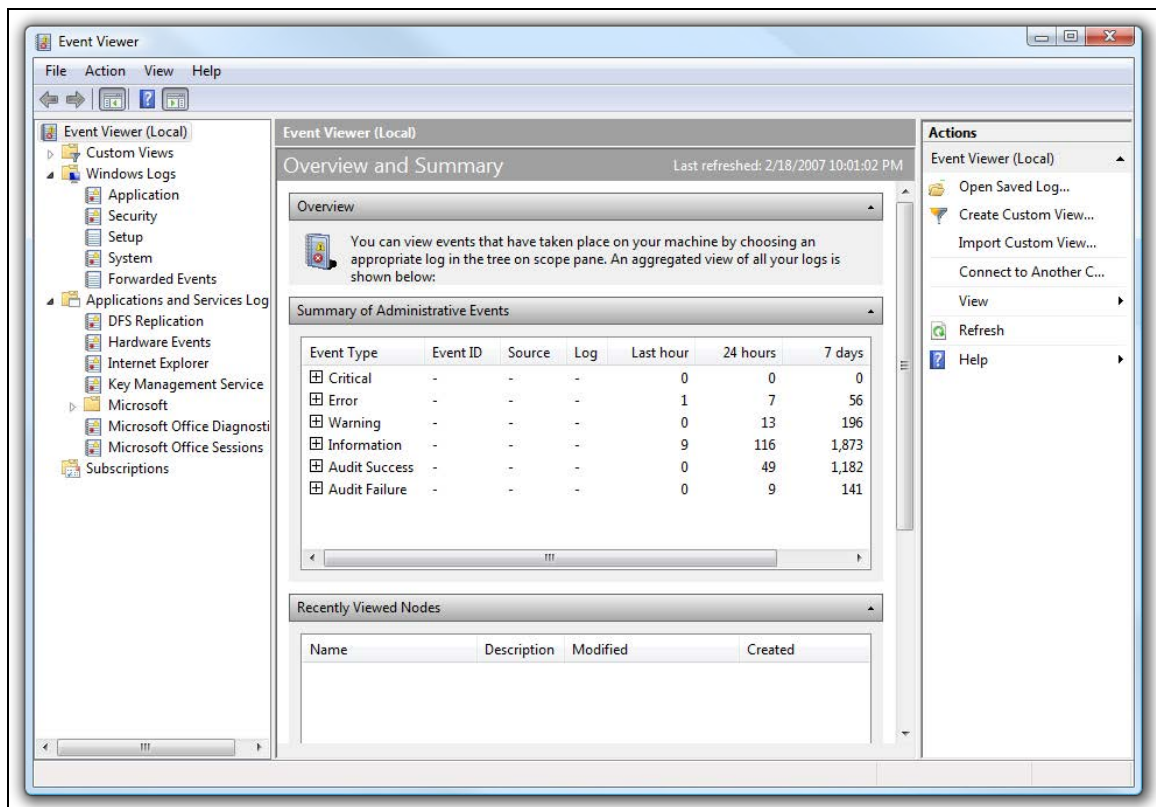 Event Viewer
File Action View Help
Event Viewer (Local)
Custom Views
Windows Logs
Application
Security
Setup
System
Forwarded Events
Applications and Services Log
DFS Replication
Hardware Events
Internet Explorer
Key Management Service
Microsoft
Microsoft Office Diagnosti
Microsoft Office Sessions
Subscriptions
Event Viewer (Local)
Overview and Summary Last refreshed: 2/18/2007 10:01:02 PM
Overview
You can view events that have taken place on your machine by choosing an
appropriate log in the tree on scope pane. An aggregated view of all your logs is
shown below:
Summary of Administrative Events
Event Type Event ID Source Log Last hour 24 hours 7 days
Critical - - - 0 0 0
Error - - - 1 7 56
Warning - - - 0 13 196
Information - - - 9 116 1,873
Audit Success - - - 0 49 1,182
Audit Failure - - - 0 9 141
Recently Viewed Nodes
Name Description Modified Created
Actions
Event Viewer (Local)
Open Saved Log...
Create Custom View...
Import Custom View...
Connect to Another C...
View
Refresh
Help